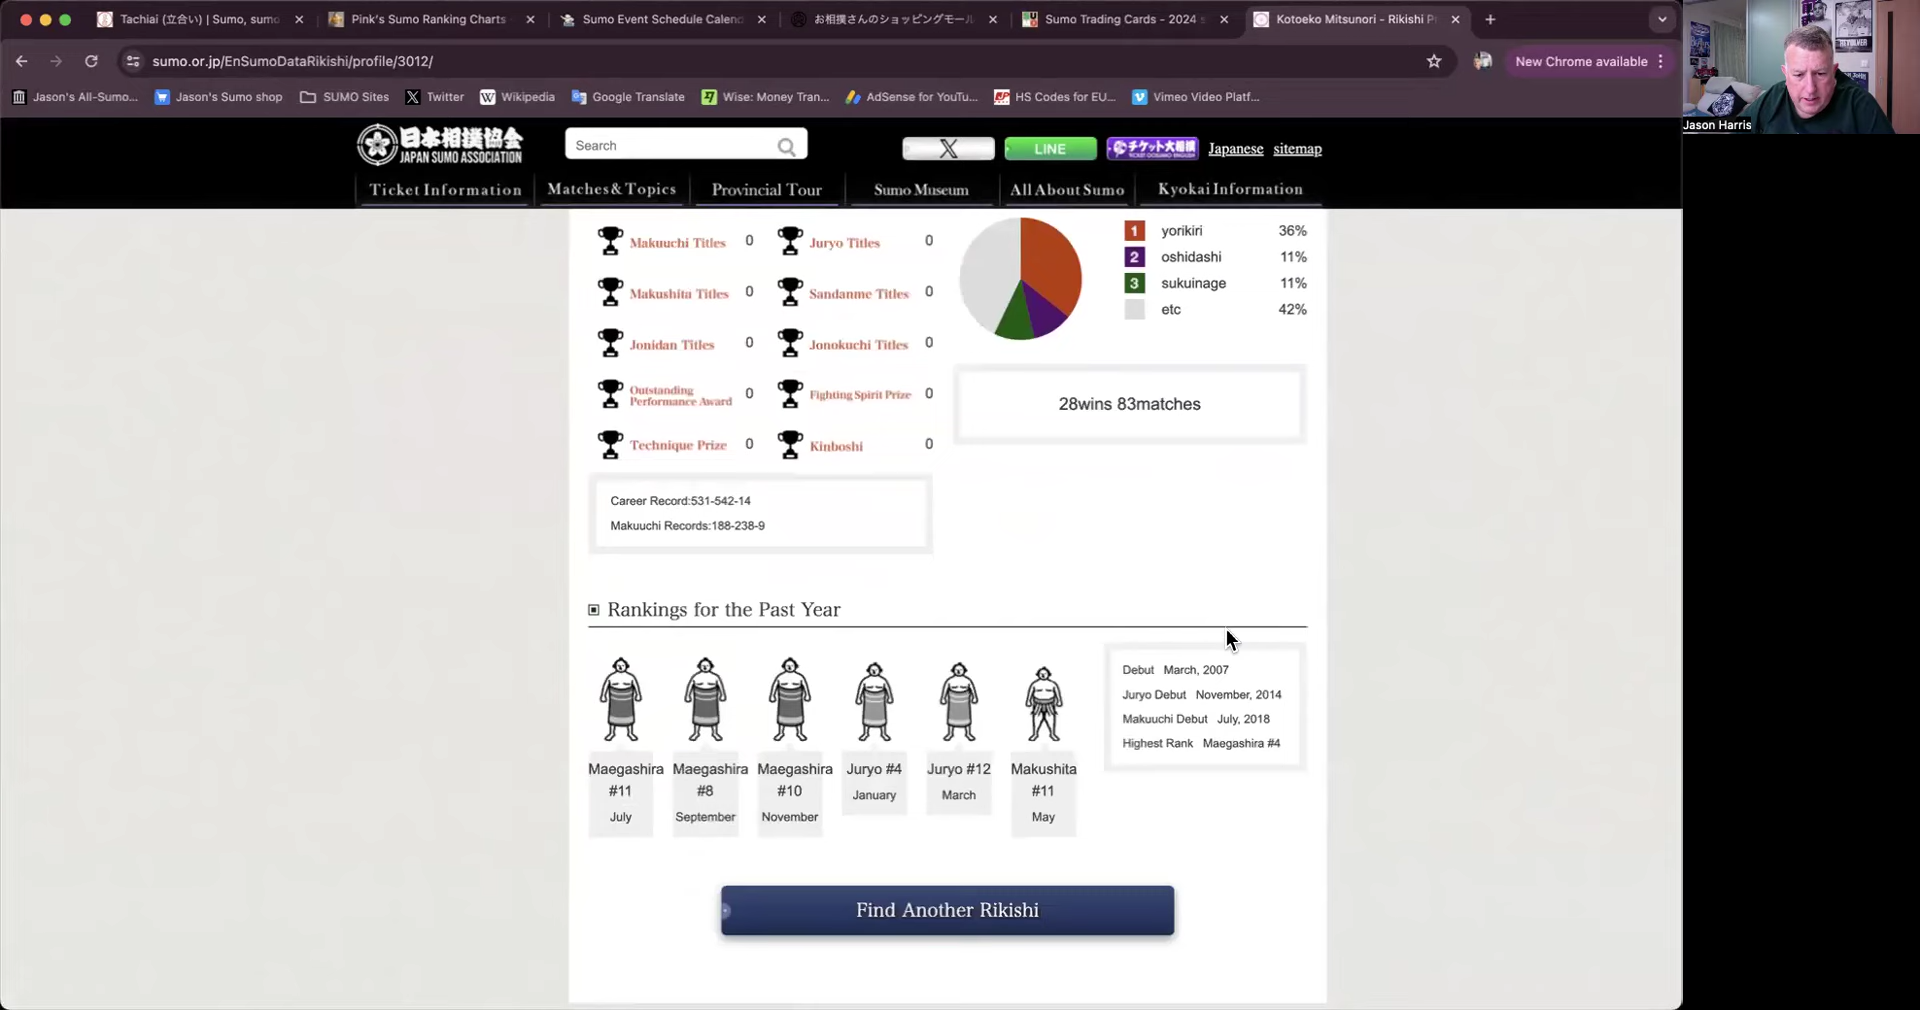 Tachiai (立合い) | Sumo, sumo
Pink's Sumo Ranking Charts
Sumo Event Schedule Calend
お相撲さんのショッピングモール
Sumo Trading Cards - 2024 s
Kotoeko Mitsunori - Rikishi P
sumo.or.jp/EnSumoDataRikishi/profile/3012/
New Chrome available
Jason's All-Sumo...
Jason's Sumo shop
SUMO Sites
Twitter
Wikipedia
Google Translate
Wise: Money Tran...
AdSense for YouTu...
HS Codes for EU...
Vimeo Video Platf...
Jason Harris
日本相撲協会
JAPAN SUMO ASSOCIATION
Search
X
LINE
チケット大相撲
TICKET OOSUMO ENGLISH
Japanese
sitemap
Ticket Information
Matches & Topics
Provincial Tour
Sumo Museum
All About Sumo
Kyokai Information
Makuuchi Titles 0
Juryo Titles 0
Makushita Titles 0
Sandanme Titles 0
Jonidan Titles 0
Jonokuchi Titles 0
Outstanding
Performance Award 0
Fighting Spirit Prize 0
Technique Prize 0
Kinboshi 0
1 yorikiri 36%
2 oshidashi 11%
3 sukuinage 11%
etc 42%
28wins 83matches
Career Record:531-542-14
Makuuchi Records:188-238-9
Rankings for the Past Year
Maegashira
#11
July
Maegashira
#8
September
Maegashira
#10
November
Juryo #4
January
Juryo #12
March
Makushita
#11
May
Debut March, 2007
Juryo Debut November, 2014
Makuuchi Debut July, 2018
Highest Rank Maegashira #4
Find Another Rikishi